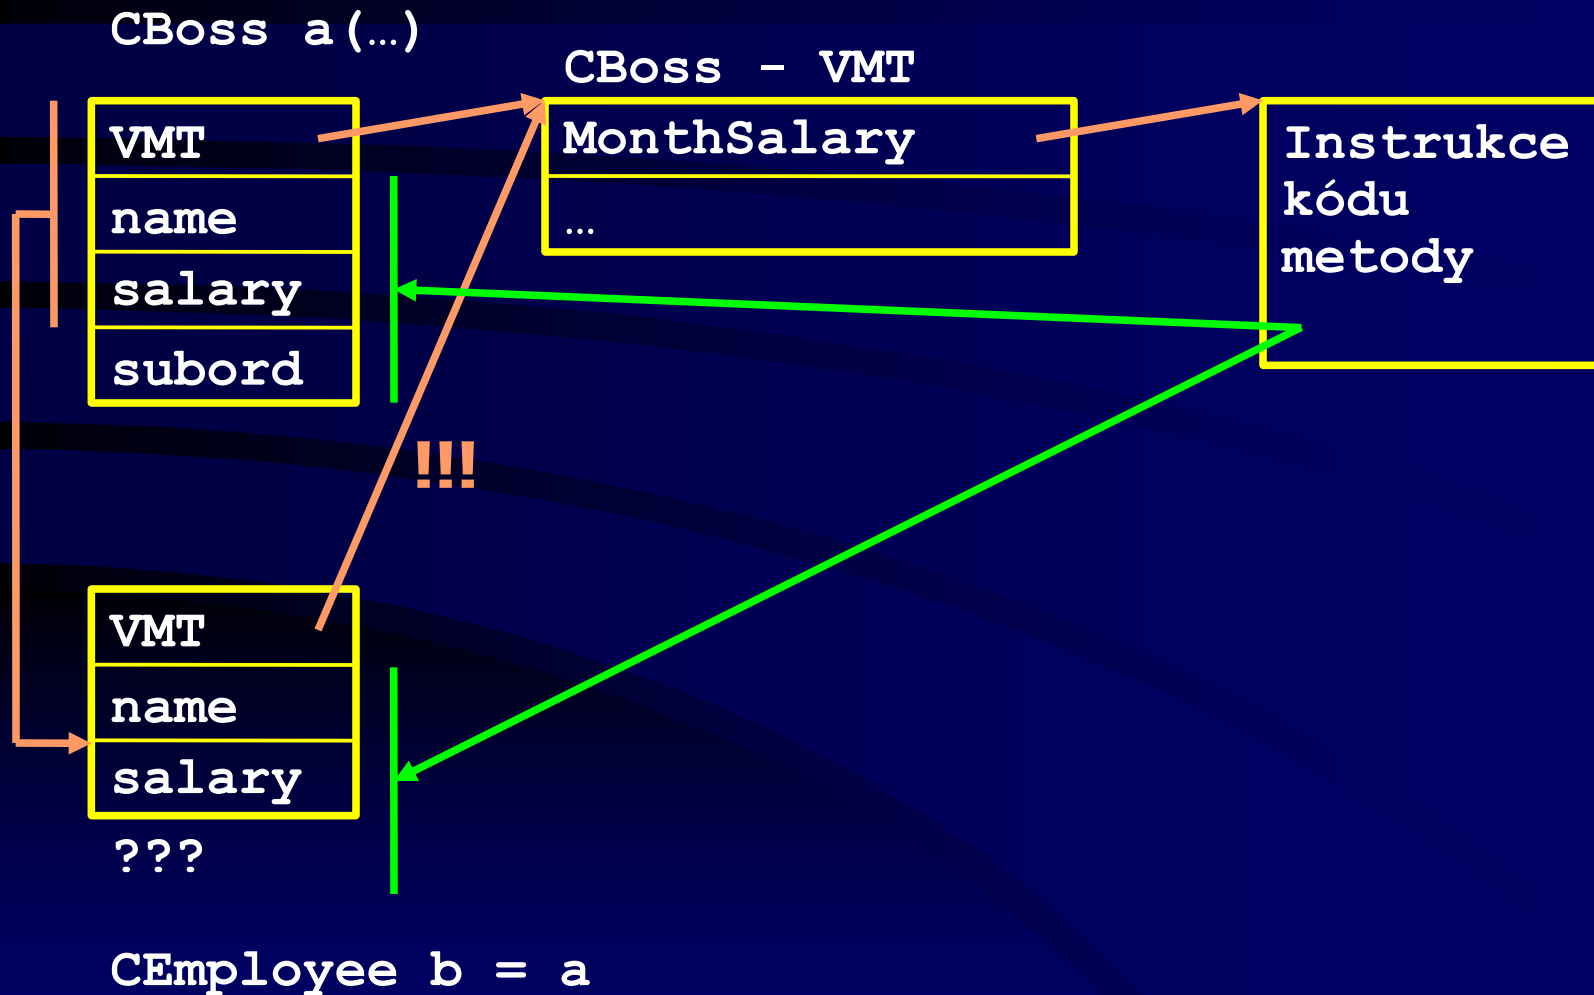 CBoss a(…)
CBoss - VMT
VMT
name
salary
subord
MonthSalary
…
Instrukce
kódu
metody
!!!
VMT
name
salary
???
CEmployee b = a